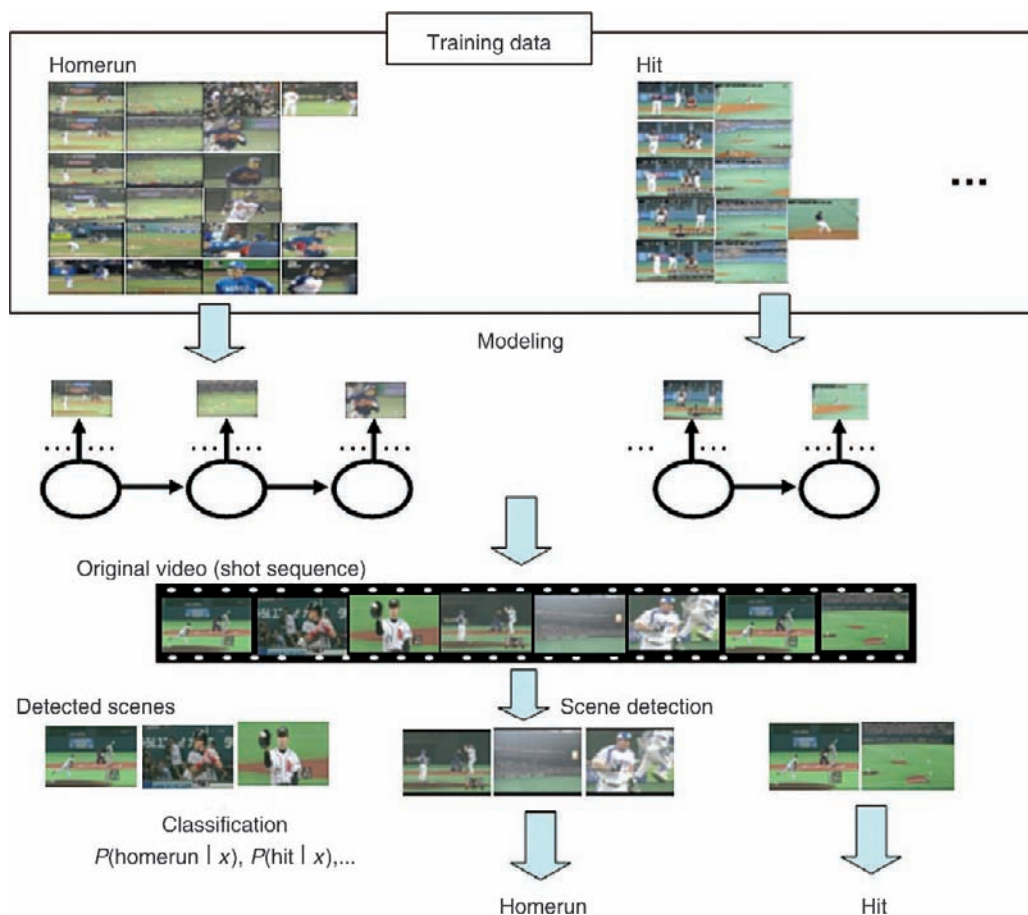 Training data
Homerun
Hit
...
Modeling
Original video (shot sequence)
Detected scenes
Scene detection
Classification
P(homerun | x), P(hit | x),...
Homerun
Hit